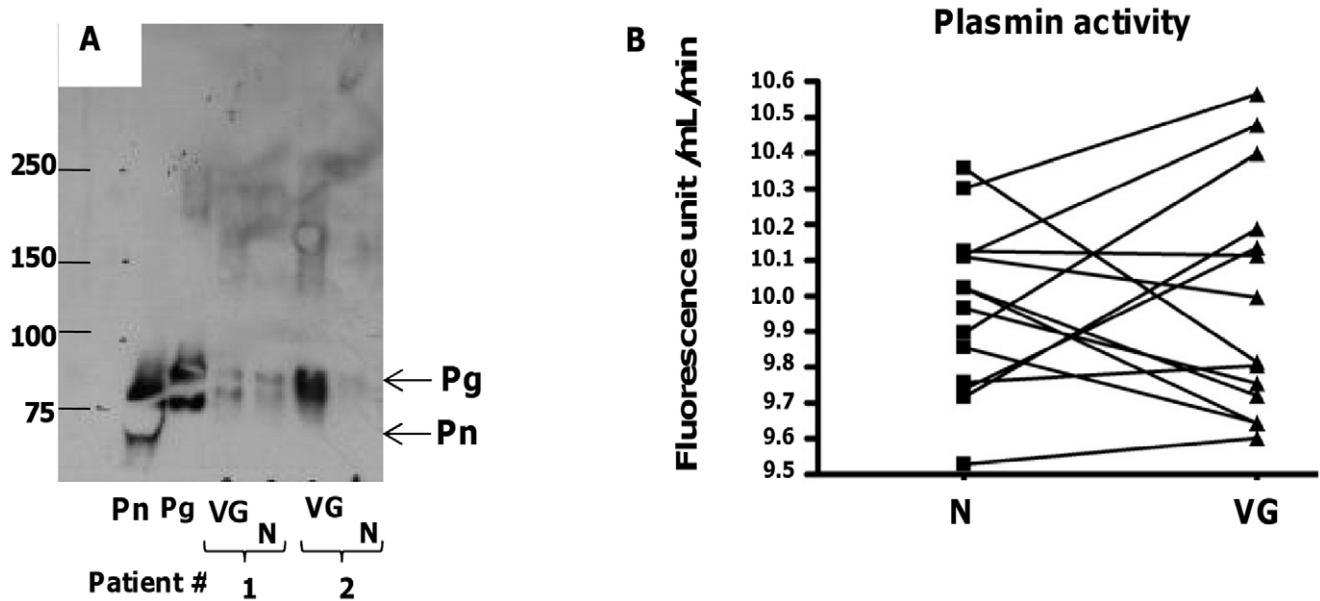 A
250
150
100
75
Pg
Pn
Pn Pg VG N VG N
Patient # 1 2
B
Plasmin activity
Fluorescence unit /mL/min
10.6
10.5
10.4
10.3
10.2
10.1
10.0
9.9
9.8
9.7
9.6
9.5
N VG